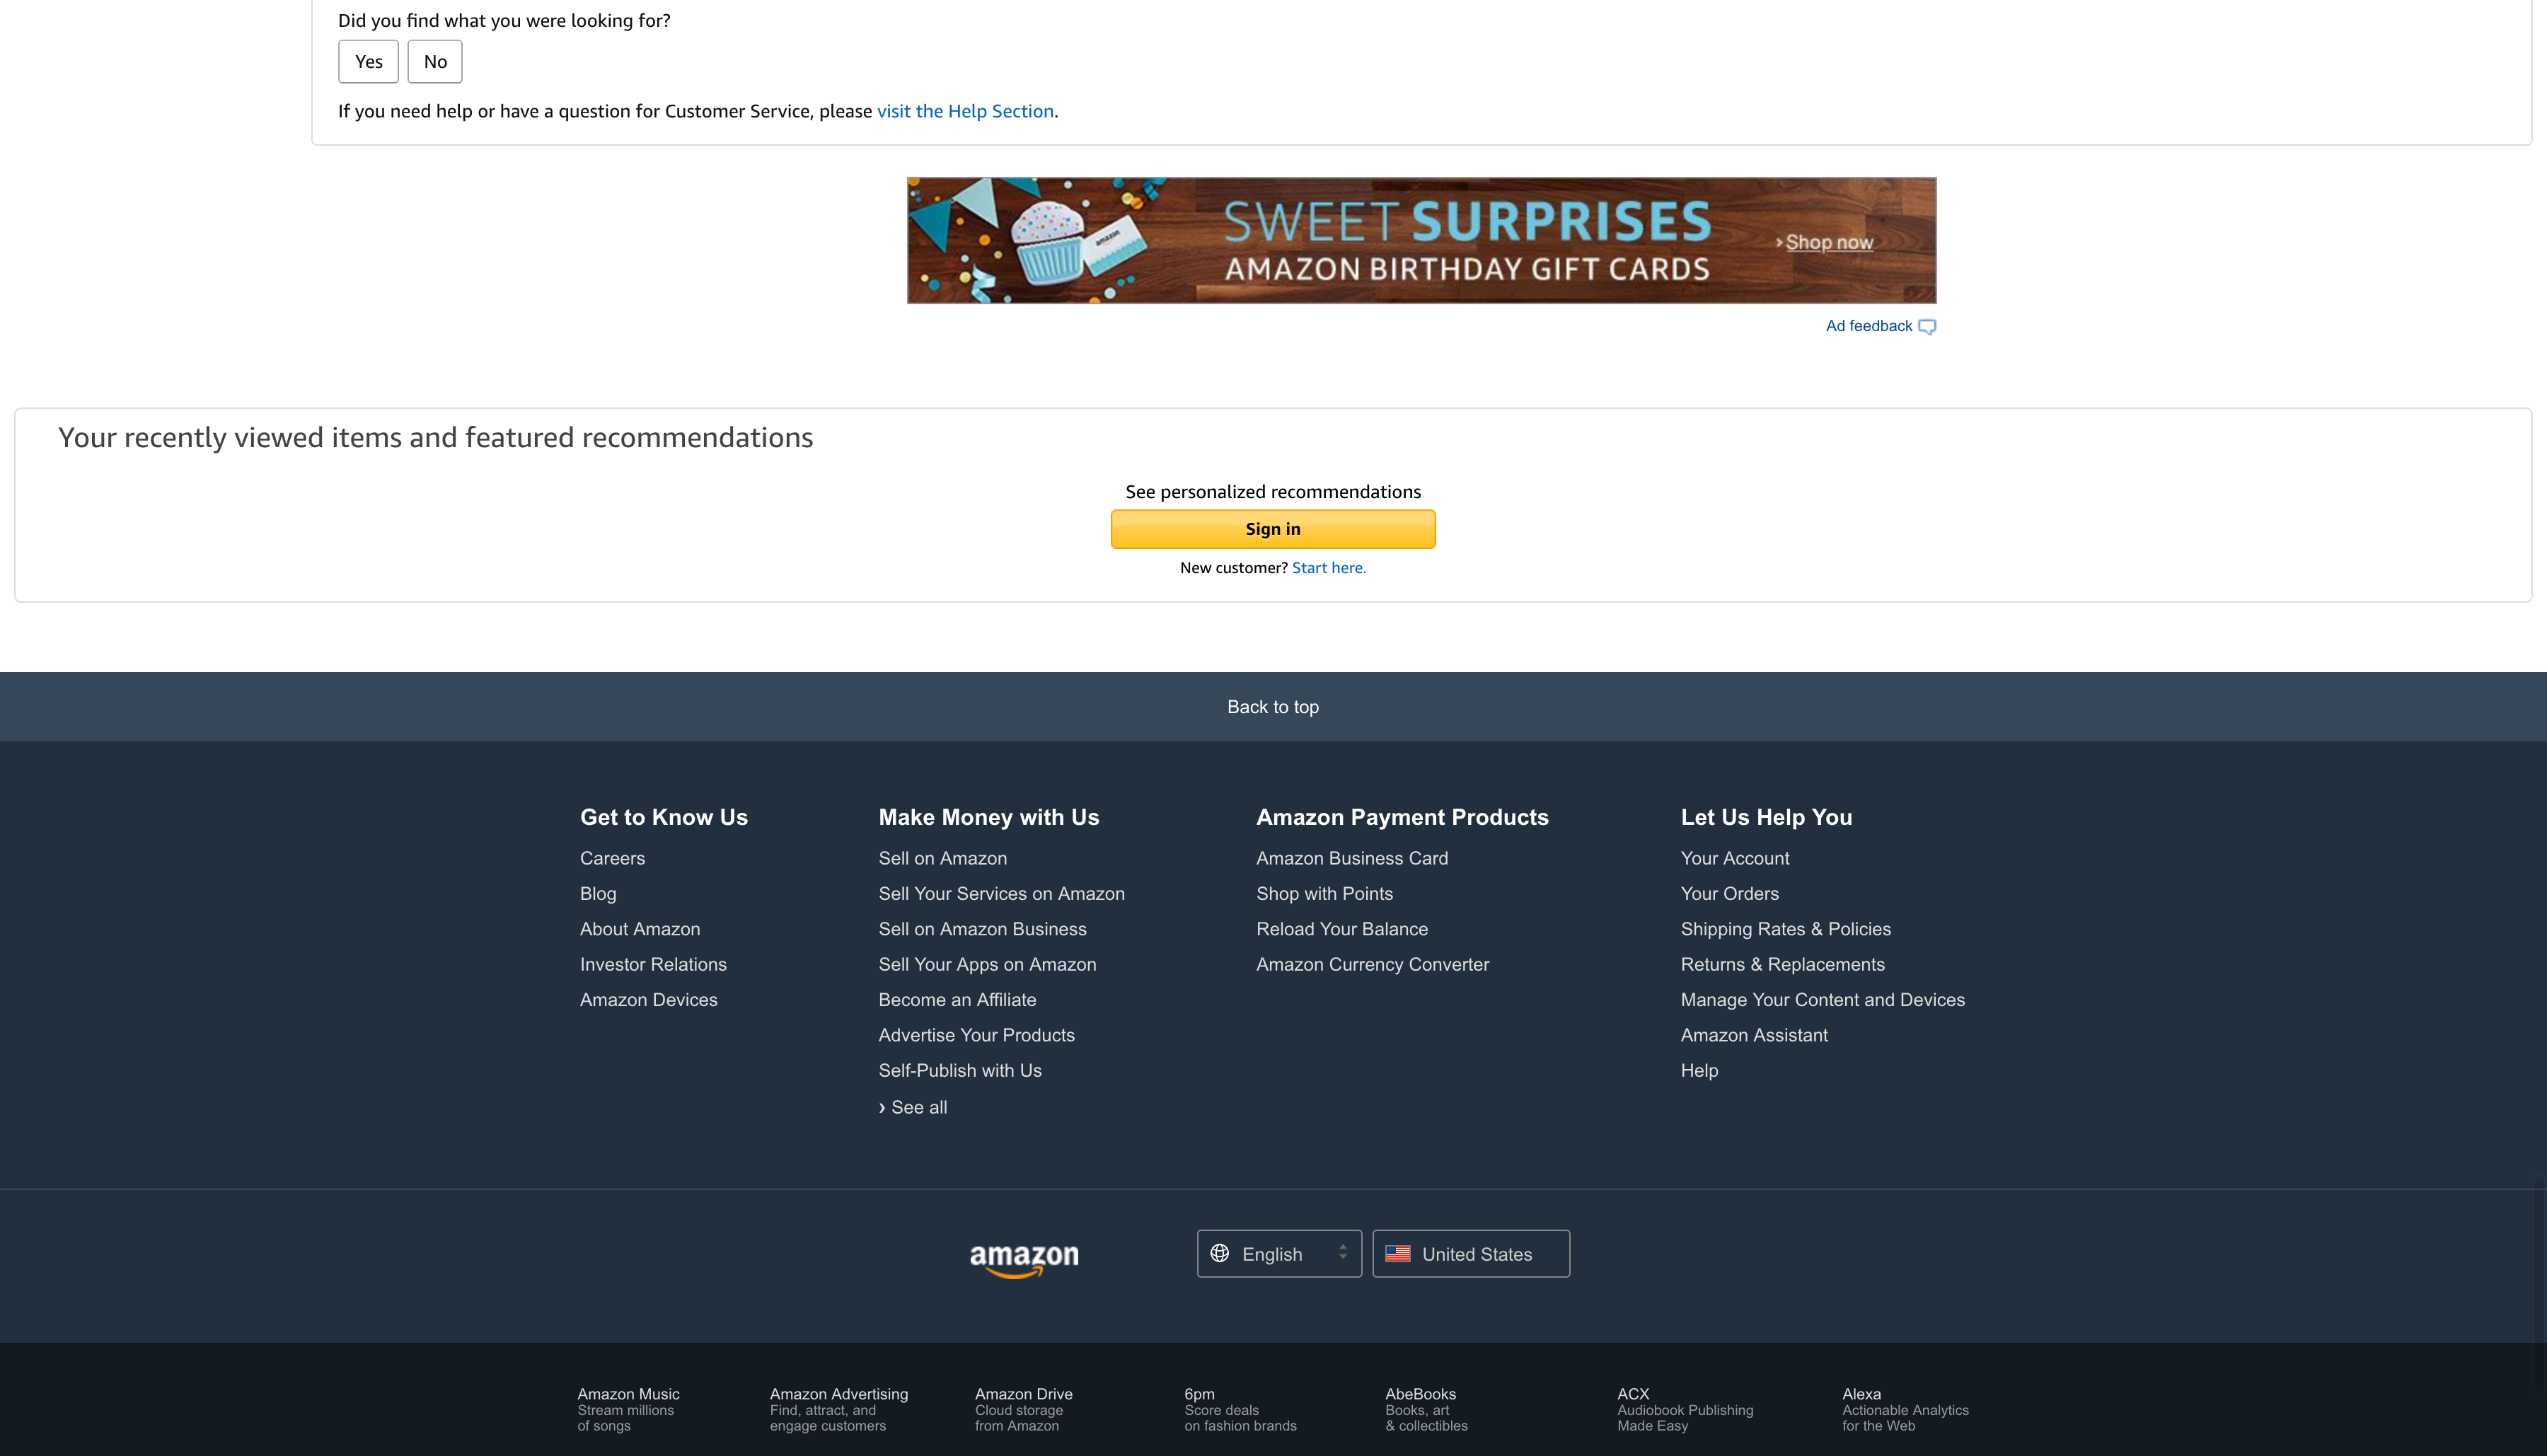 Did you find what you were looking for?
Yes
No
If you need help or have a question for Customer Service, please visit the Help Section.
amazon
SWEET SURPRISES
AMAZON BIRTHDAY GIFT CARDS
› Shop now
Ad feedback
Your recently viewed items and featured recommendations
See personalized recommendations
Sign in
New customer? Start here.
Back to top
Get to Know Us
Careers
Blog
About Amazon
Investor Relations
Amazon Devices
Make Money with Us
Sell on Amazon
Sell Your Services on Amazon
Sell on Amazon Business
Sell Your Apps on Amazon
Become an Affiliate
Advertise Your Products
Self-Publish with Us
› See all
Amazon Payment Products
Amazon Business Card
Shop with Points
Reload Your Balance
Amazon Currency Converter
Let Us Help You
Your Account
Your Orders
Shipping Rates & Policies
Returns & Replacements
Manage Your Content and Devices
Amazon Assistant
Help
amazon
English
United States
Amazon Music
Stream millions
of songs
Amazon Advertising
Find, attract, and
engage customers
Amazon Drive
Cloud storage
from Amazon
6pm
Score deals
on fashion brands
AbeBooks
Books, art
& collectibles
ACX
Audiobook Publishing
Made Easy
Alexa
Actionable Analytics
for the Web